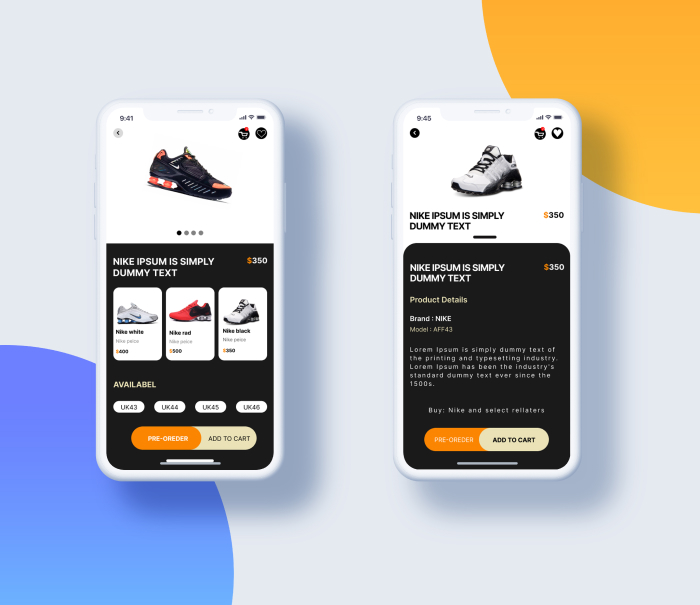 9:41
NIKE IPSUM IS SIMPLY
DUMMY TEXT
$350
Nike white
Nike peice
$400
Nike red
Nike peice
$500
Nike black
Nike peice
$350
AVAILABEL
UK43
UK44
UK45
UK46
PRE-OREDER
ADD TO CART
9:45
NIKE IPSUM IS SIMPLY
DUMMY TEXT
$350
NIKE IPSUM IS SIMPLY
DUMMY TEXT
$350
Product Details
Brand : NIKE
Model : AFF43
Lorem Ipsum is simply dummy text of
the printing and typesetting industry.
Lorem Ipsum has been the industry's
standard dummy text ever since the
1500s.
Buy: Nike and select rellaters
PRE-OREDER
ADD TO CART